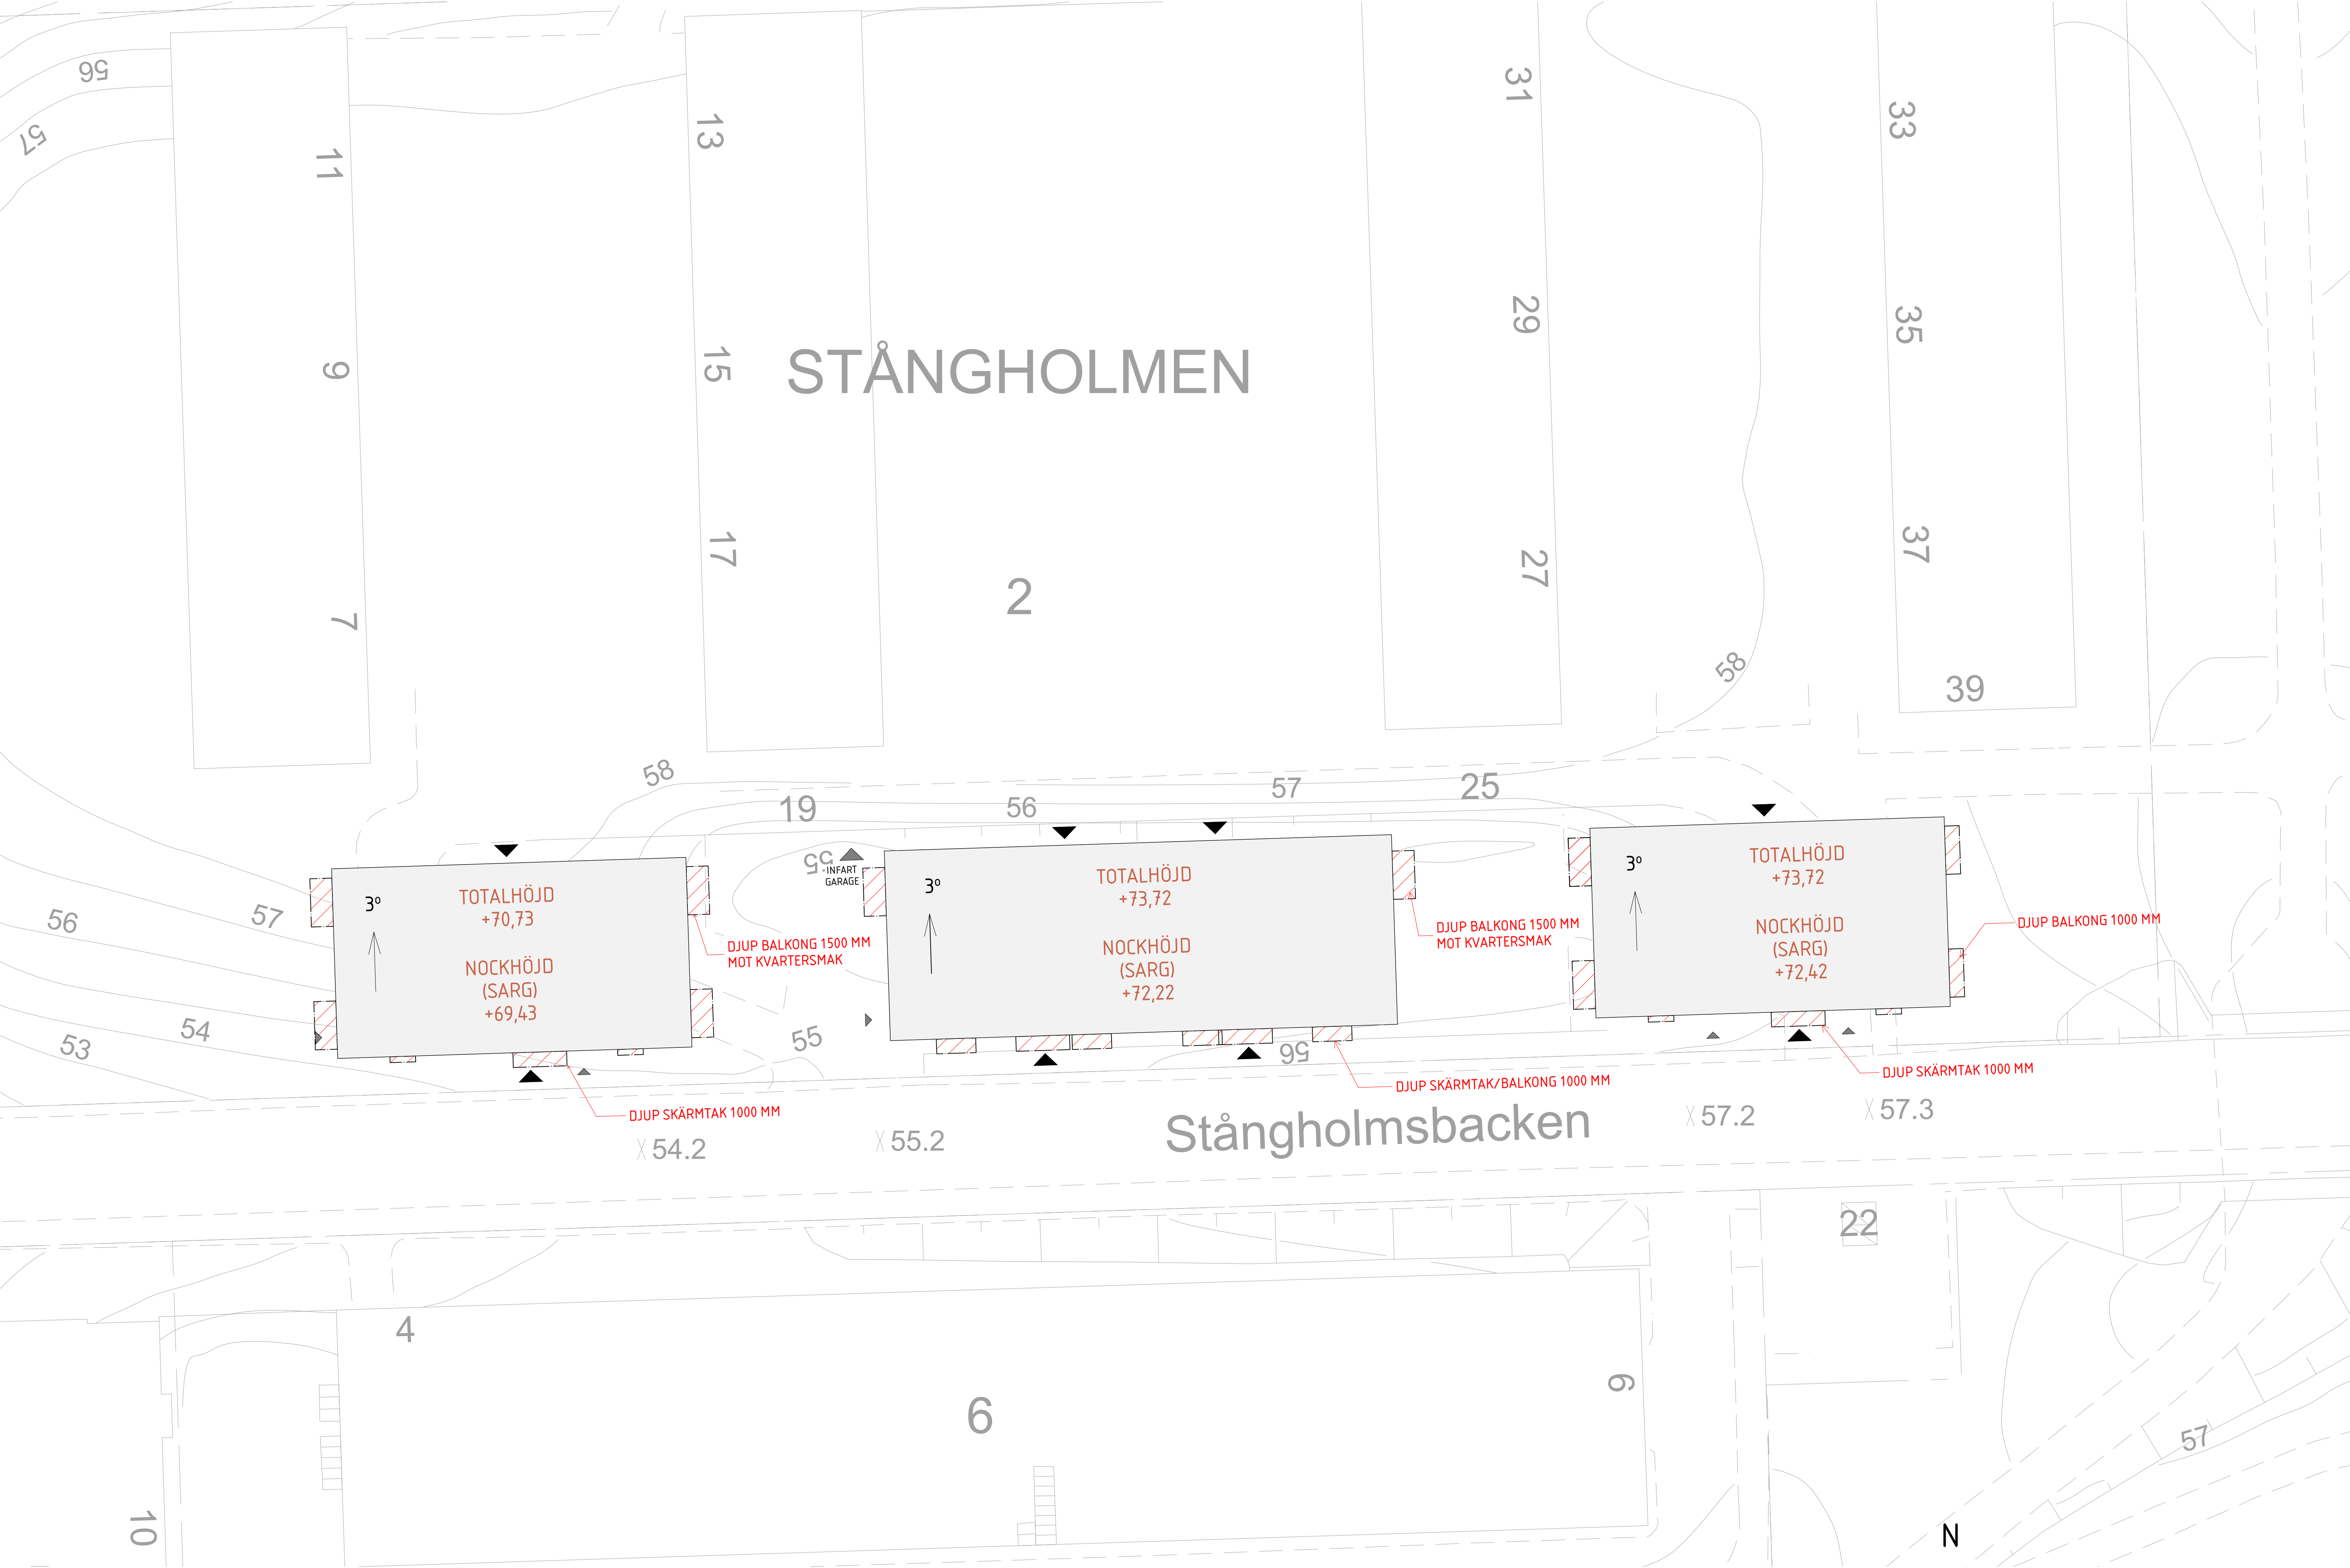 56
57
11
13
31
33
9
15
29
35
STÅNGHOLMEN
7
17
2
27
37
58
39
58
19
56
57
25
55
INFART
GARAGE
3º
TOTALHÖJD
+70,73
NOCKHÖJD
(SARG)
+69,43
3º
TOTALHÖJD
+73,72
NOCKHÖJD
(SARG)
+72,22
3º
TOTALHÖJD
+73,72
NOCKHÖJD
(SARG)
+72,42
56
57
54
53
DJUP BALKONG 1500 MM
MOT KVARTERSMAK
DJUP BALKONG 1500 MM
MOT KVARTERSMAK
DJUP BALKONG 1000 MM
55
56
DJUP SKÄRMTAK 1000 MM
DJUP SKÄRMTAK/BALKONG 1000 MM
DJUP SKÄRMTAK 1000 MM
54.2
55.2
Stångholmsbacken
57.2
57.3
22
4
6
6
57
10
N